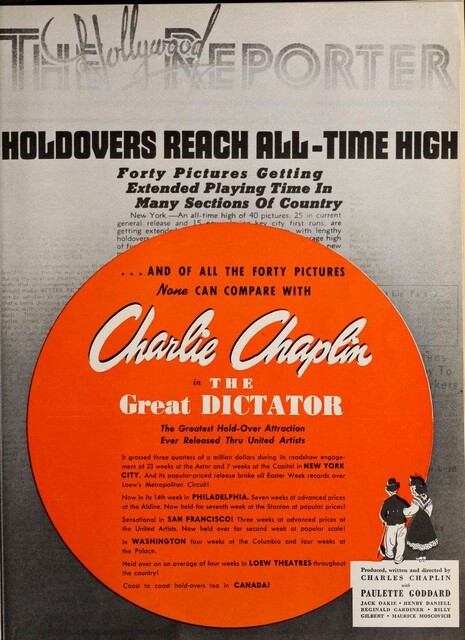 THE Hollywood REPORTER
HOLDOVERS REACH ALL-TIME HIGH
Forty Pictures Getting
Extended Playing Time In
Many Sections Of Country
New York.—An all-time high of 40 pictures, 25 in current
general release and 15 key city first runs, are
getting with lengthy
high
new
. . . AND OF ALL THE FORTY PICTURES
None CAN COMPARE WITH
Charlie Chaplin
in THE
Great DICTATOR
The Greatest Hold-Over Attraction
Ever Released Thru United Artists
It grossed three quarters of a million dollars during its roadshow engage-
ment of 23 weeks at the Astor and 7 weeks at the Capitol in NEW YORK
CITY. And its popular-priced release broke all Easter Week records over
Loew's Metropolitan Circuit!
Now in its 14th week in PHILADELPHIA. Seven weeks at advanced prices
at the Aldine. Now held for seventh week at the Stanton at popular prices!
Sensational in SAN FRANCISCO! Three weeks at advanced prices at
the United Artists. Now held over for second week at popular scale!
In WASHINGTON four weeks at the Columbia and four weeks at
the Palace.
Held over on an average of four weeks in LOEW THEATRES throughout
the country!
Coast to coast hold-overs too in CANADA!
Produced, written and directed by
CHARLES CHAPLIN
with
PAULETTE GODDARD
JACK OAKIE • HENRY DANIELL
REGINALD GARDINER • BILLY
GILBERT • MAURICE MOSCOVICH